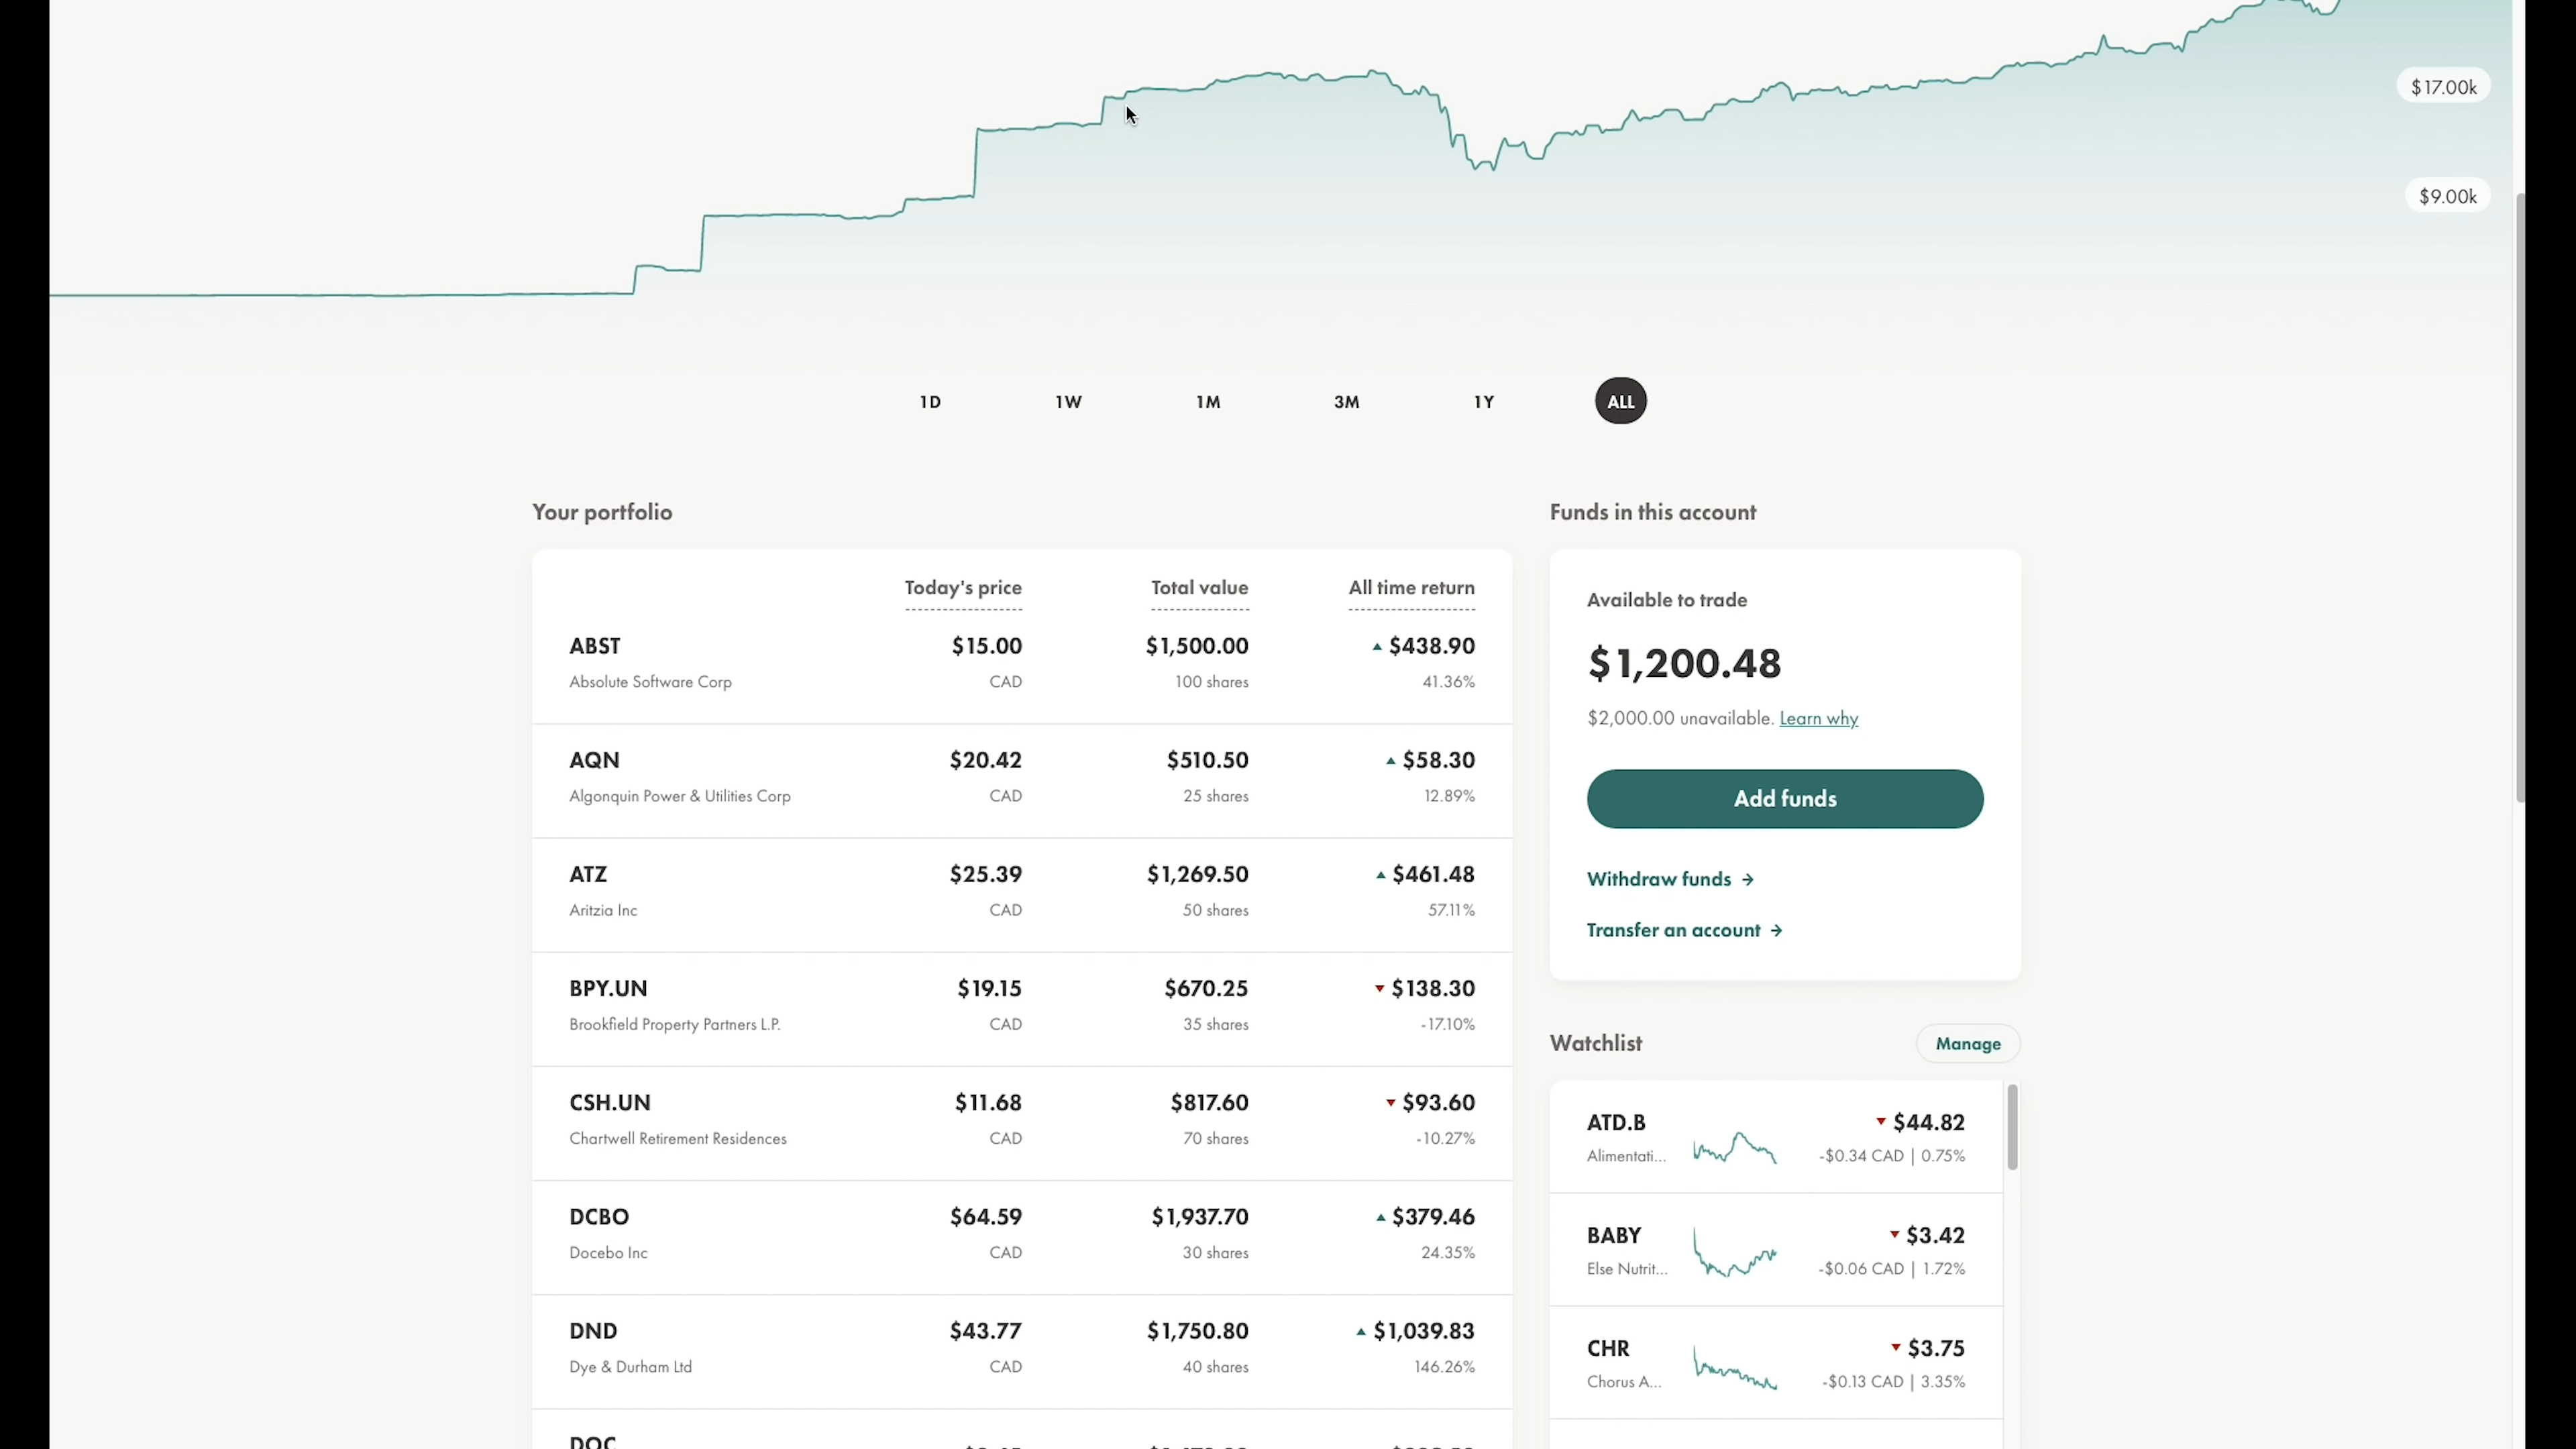 $17.00k
$9.00k
1D 1W 1M 3M 1Y ALL
Your portfolio
Today's price Total value All time return
ABST $15.00 $1,500.00 $438.90
Absolute Software Corp CAD 100 shares 41.36%
AQN $20.42 $510.50 $58.30
Algonquin Power & Utilities Corp CAD 25 shares 12.89%
ATZ $25.39 $1,269.50 $461.48
Aritzia Inc CAD 50 shares 57.11%
BPY.UN $19.15 $670.25 $138.30
Brookfield Property Partners L.P. CAD 35 shares -17.10%
CSH.UN $11.68 $817.60 $93.60
Chartwell Retirement Residences CAD 70 shares -10.27%
DCBO $64.59 $1,937.70 $379.46
Docebo Inc CAD 30 shares 24.35%
DND $43.77 $1,750.80 $1,039.83
Dye & Durham Ltd CAD 40 shares 146.26%
DOC
Funds in this account
Available to trade
$1,200.48
$2,000.00 unavailable. Learn why
Add funds
Withdraw funds →
Transfer an account →
Watchlist Manage
ATD.B $44.82
Alimentati... -$0.34 CAD | 0.75%
BABY $3.42
Else Nutrit... -$0.06 CAD | 1.72%
CHR $3.75
Chorus A... -$0.13 CAD | 3.35%